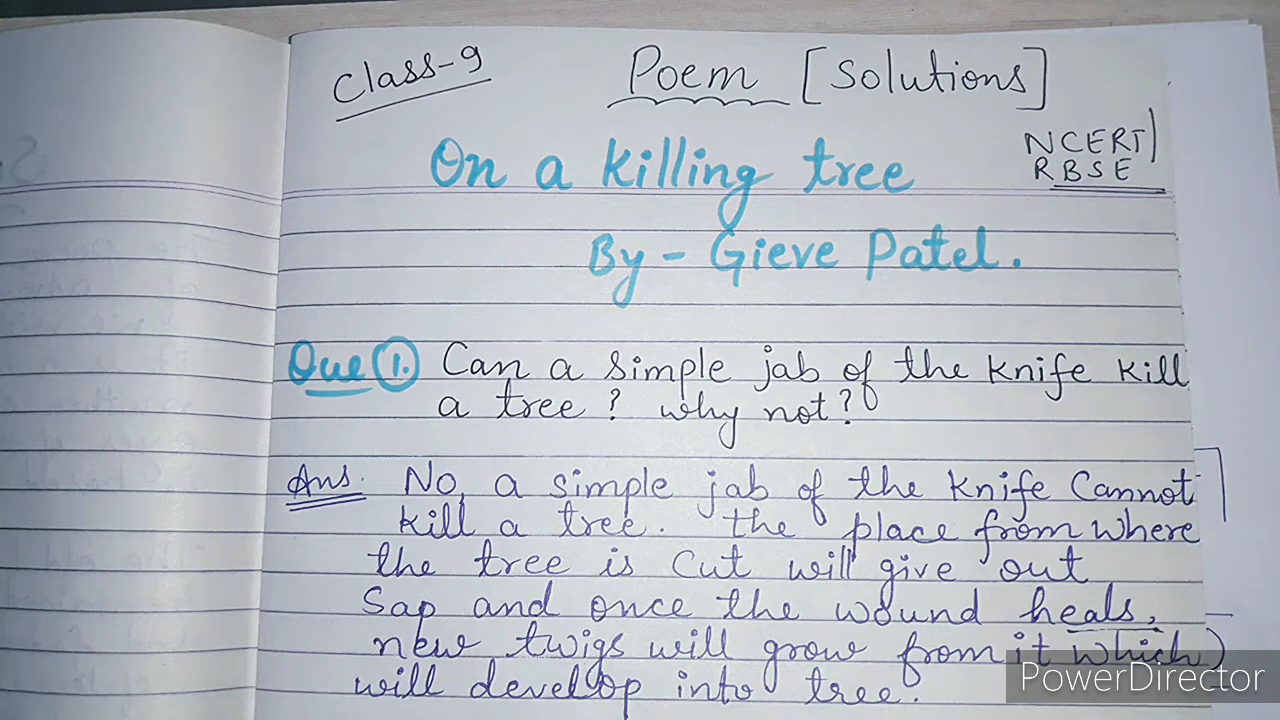 Class-9
Poem [Solutions]
NCERT/
RBSE
On a killing tree
By - Gieve Patel.
Que 1. Can a simple jab of the knife kill
a tree? why not?
Ans. No, a simple jab of the knife Cannot
kill a tree. the place from where
the tree is cut will give out
Sap and once the wound heals,
new twigs will grow from it which
will develop into tree.
PowerDirector